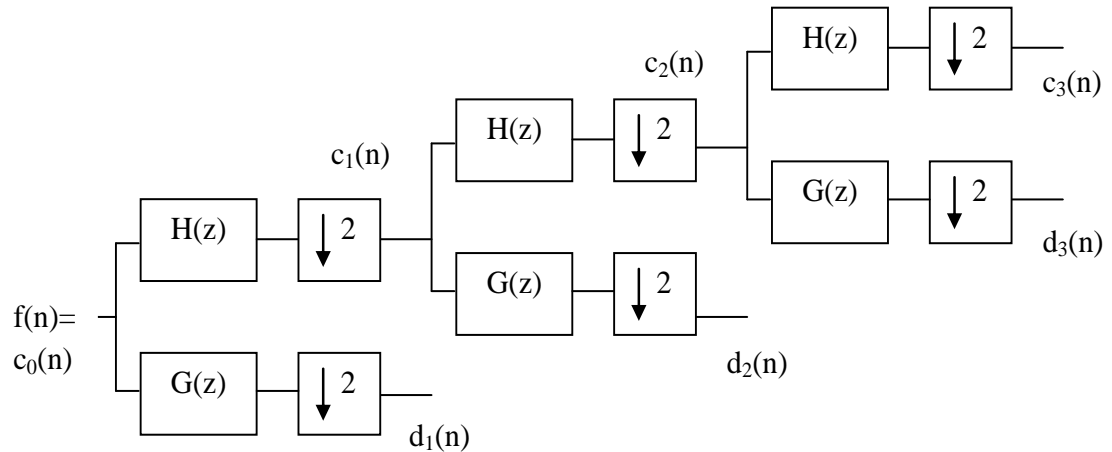 H(z) 2
c₃(n)
c₂(n)
H(z) 2
c₁(n)
G(z) 2
d₃(n)
H(z) 2
G(z) 2
d₂(n)
f(n)=
c₀(n)
G(z) 2
d₁(n)